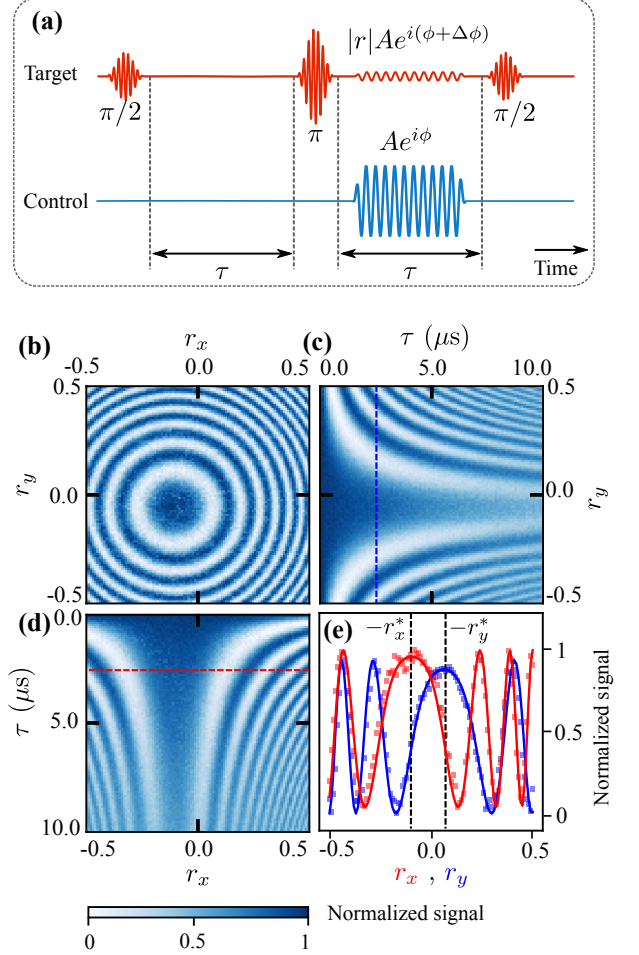 (a)
|r|Ae^{i(ϕ+Δϕ)}
Target
π/2
π
π/2
Ae^{iϕ}
Control
τ
τ
Time
(b)
r_x
-0.5
0.0
0.5
0.5
r_y
0.0
-0.5
(c)
τ (μs)
0.0
5.0
10.0
0.5
0.0
r_y
-0.5
(d)
0.0
τ (μs)
5.0
10.0
-0.5
0.0
0.5
r_x
(e)
−r_x^*
−r_y^*
1
0.5
0
Normalized signal
-0.5
0.0
0.5
r_x , r_y
Normalized signal
0
0.5
1